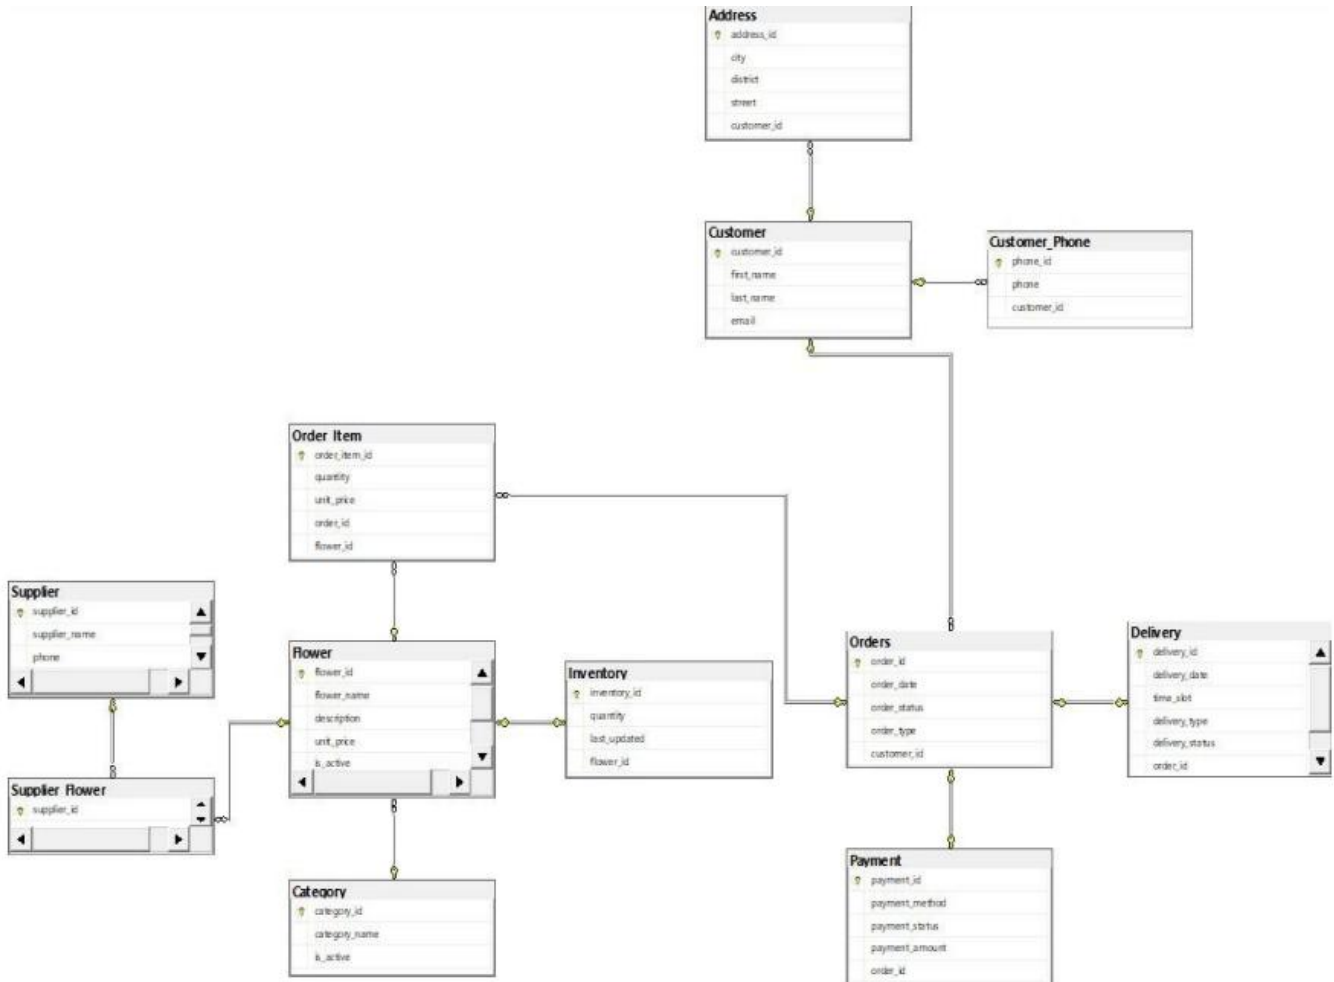 Address
address_id
city
district
street
customer_id
Customer
customer_id
first_name
last_name
email
Customer_Phone
phone_id
phone
customer_id
Order Item
order_item_id
quantity
unit_price
order_id
flower_id
Supplier
supplier_id
supplier_name
phone
Flower
flower_id
flower_name
description
unit_price
is_active
Inventory
inventory_id
quantity
last_updated
flower_id
Orders
order_id
order_date
order_status
order_type
customer_id
Delivery
delivery_id
delivery_date
time_slot
delivery_type
delivery_status
order_id
Supplier Flower
supplier_id
Category
category_id
category_name
is_active
Payment
payment_id
payment_method
payment_status
payment_amount
order_id